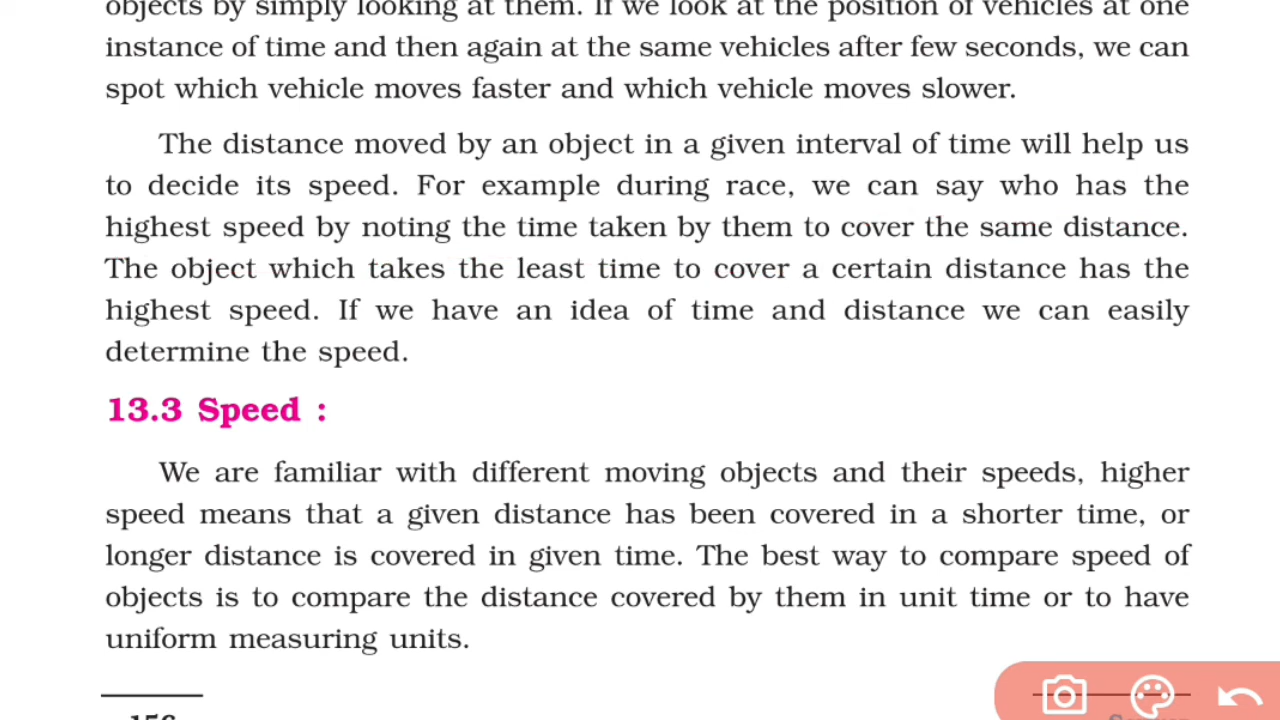 objects by simply looking at them. If we look at the position of vehicles at one
instance of time and then again at the same vehicles after few seconds, we can
spot which vehicle moves faster and which vehicle moves slower.
The distance moved by an object in a given interval of time will help us
to decide its speed. For example during race, we can say who has the
highest speed by noting the time taken by them to cover the same distance.
The object which takes the least time to cover a certain distance has the
highest speed. If we have an idea of time and distance we can easily
determine the speed.
13.3 Speed :
We are familiar with different moving objects and their speeds, higher
speed means that a given distance has been covered in a shorter time, or
longer distance is covered in given time. The best way to compare speed of
objects is to compare the distance covered by them in unit time or to have
uniform measuring units.
156